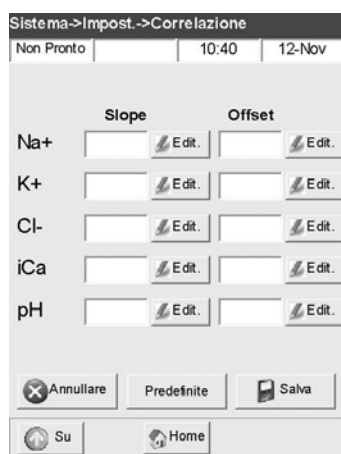 Sistema->Impost.->Correlazione
Non Pronto 10:40 12-Nov
Slope Offset
Na+ Edit. Edit.
K+ Edit. Edit.
Cl- Edit. Edit.
iCa Edit. Edit.
pH Edit. Edit.
Annullare Predefinite Salva
Su Home